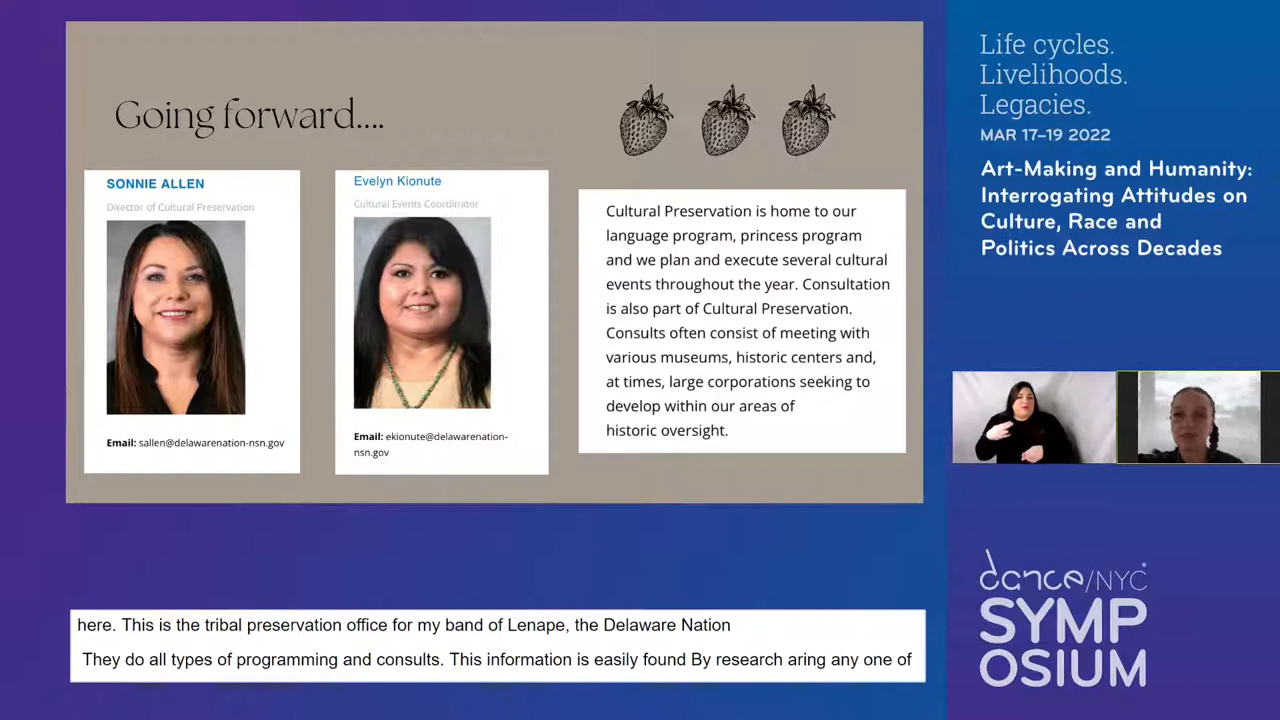 Going forward....
SONNIE ALLEN
Director of Cultural Preservation
Email: sallen@delawarenation-nsn.gov
Evelyn Kionute
Cultural Events Coordinator
Email: ekionute@delawarenation-
nsn.gov
Cultural Preservation is home to our
language program, princess program
and we plan and execute several cultural
events throughout the year. Consultation
is also part of Cultural Preservation.
Consults often consist of meeting with
various museums, historic centers and,
at times, large corporations seeking to
develop within our areas of
historic oversight.
here. This is the tribal preservation office for my band of Lenape, the Delaware Nation
They do all types of programming and consults. This information is easily found By research aring any one of
Life cycles.
Livelihoods.
Legacies.
MAR 17–19 2022
Art-Making and Humanity:
Interrogating Attitudes on
Culture, Race and
Politics Across Decades
dance/NYC
SYMP
OSIUM